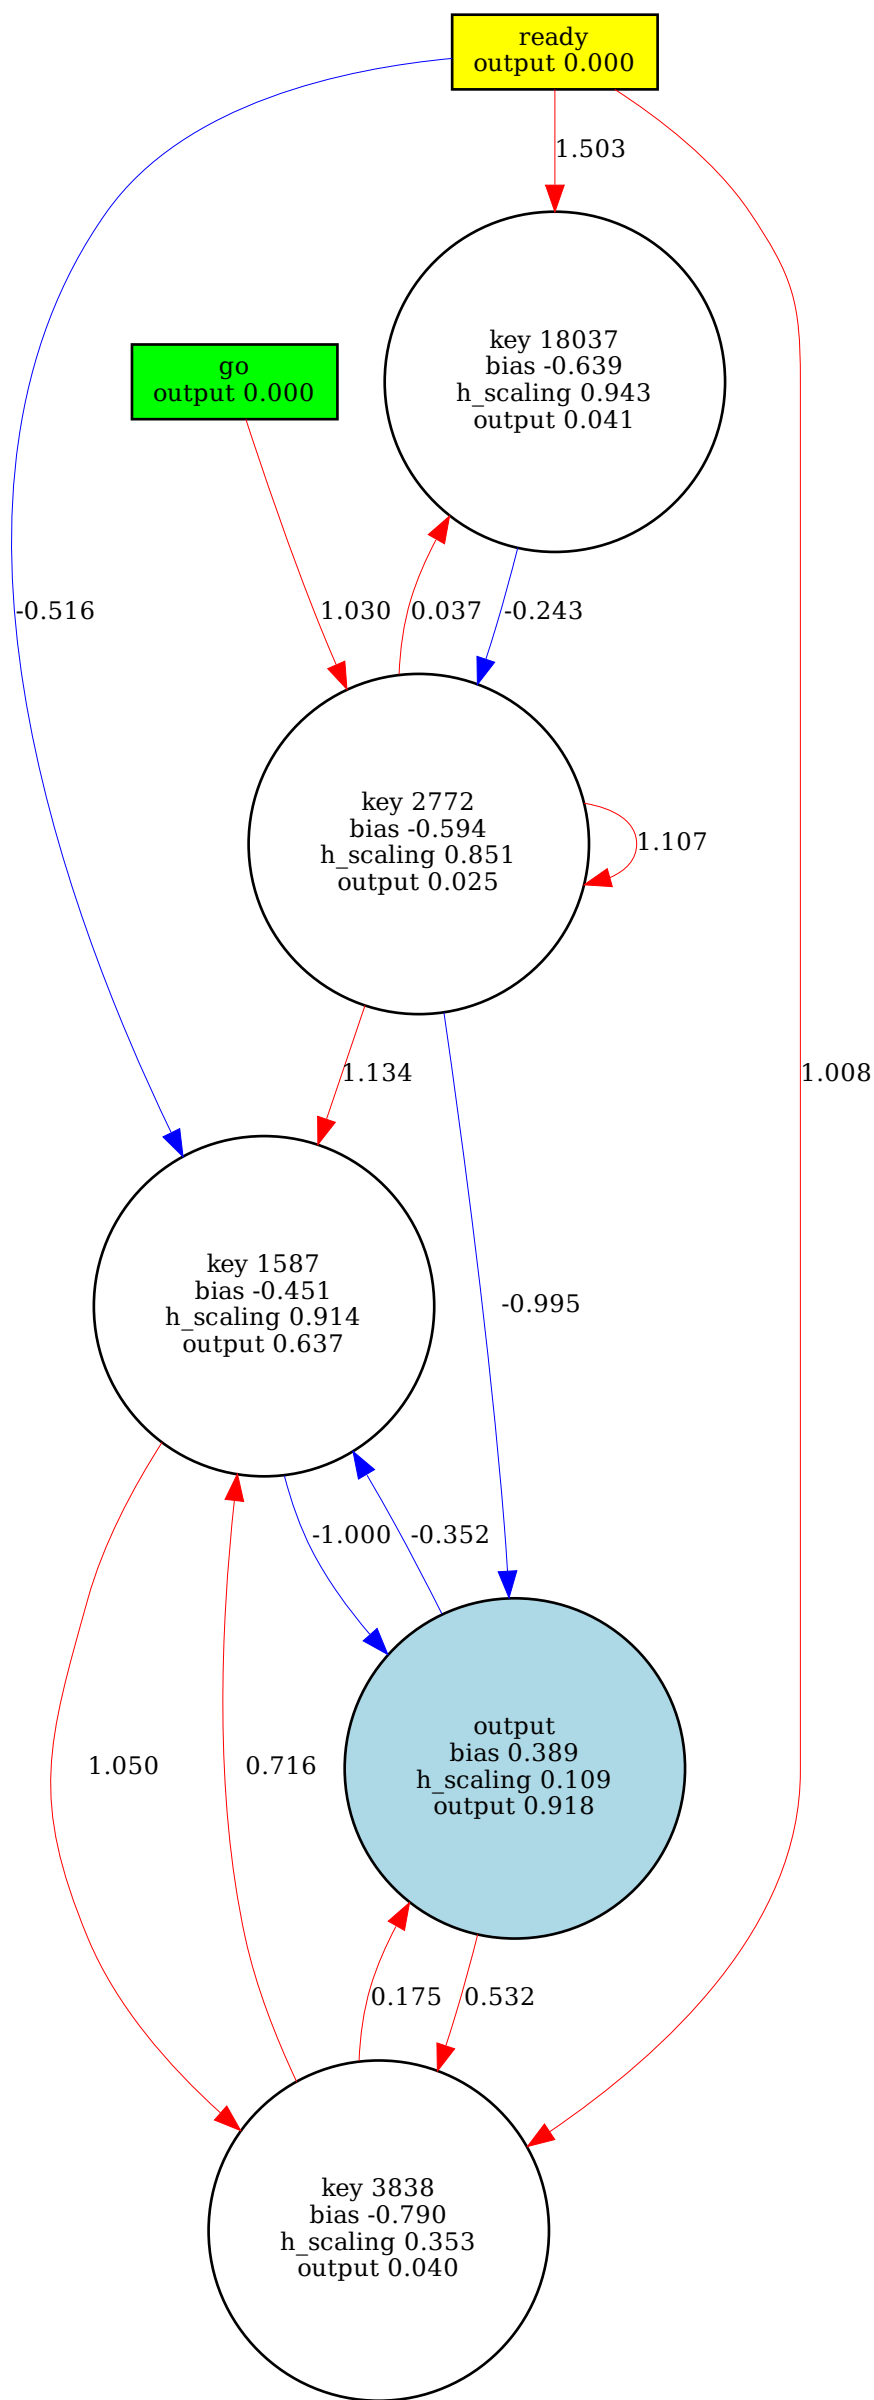 ready
output 0.000
1.503
key 18037
bias -0.639
h_scaling 0.943
output 0.041
go
output 0.000
-0.516
1.030
0.037
-0.243
key 2772
bias -0.594
h_scaling 0.851
output 0.025
1.107
1.134
1.008
key 1587
bias -0.451
h_scaling 0.914
output 0.637
-0.995
-1.000
-0.352
output
bias 0.389
h_scaling 0.109
output 0.918
1.050
0.716
0.175
0.532
key 3838
bias -0.790
h_scaling 0.353
output 0.040